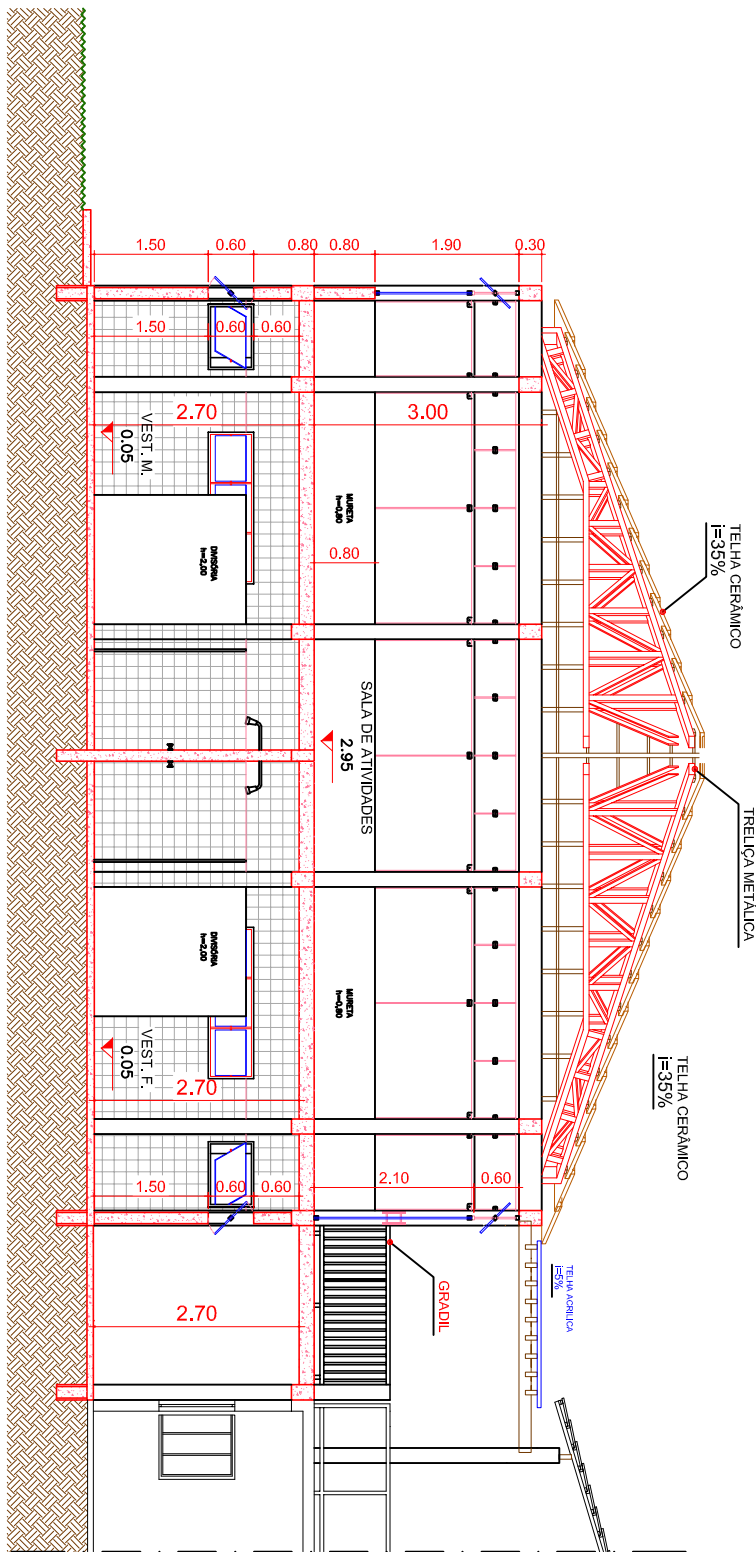 1.50
0.60
0.80
0.80
1.90
0.30
1.50
0.60
0.60
2.70
3.00
VEST. M.
0.05
DIVISÓRIA
h=2,00
MURETA
h=0,80
0.80
TELHA CERÂMICO
i=35%
SALA DE ATIVIDADES
2.95
TRELIÇA METÁLICA
DIVISÓRIA
h=2,00
MURETA
h=0,80
VEST. F.
0.05
2.70
TELHA CERÂMICO
i=35%
1.50
0.60
0.60
2.10
0.60
2.70
GRADIL
TELHA ACRILICA
i=5%